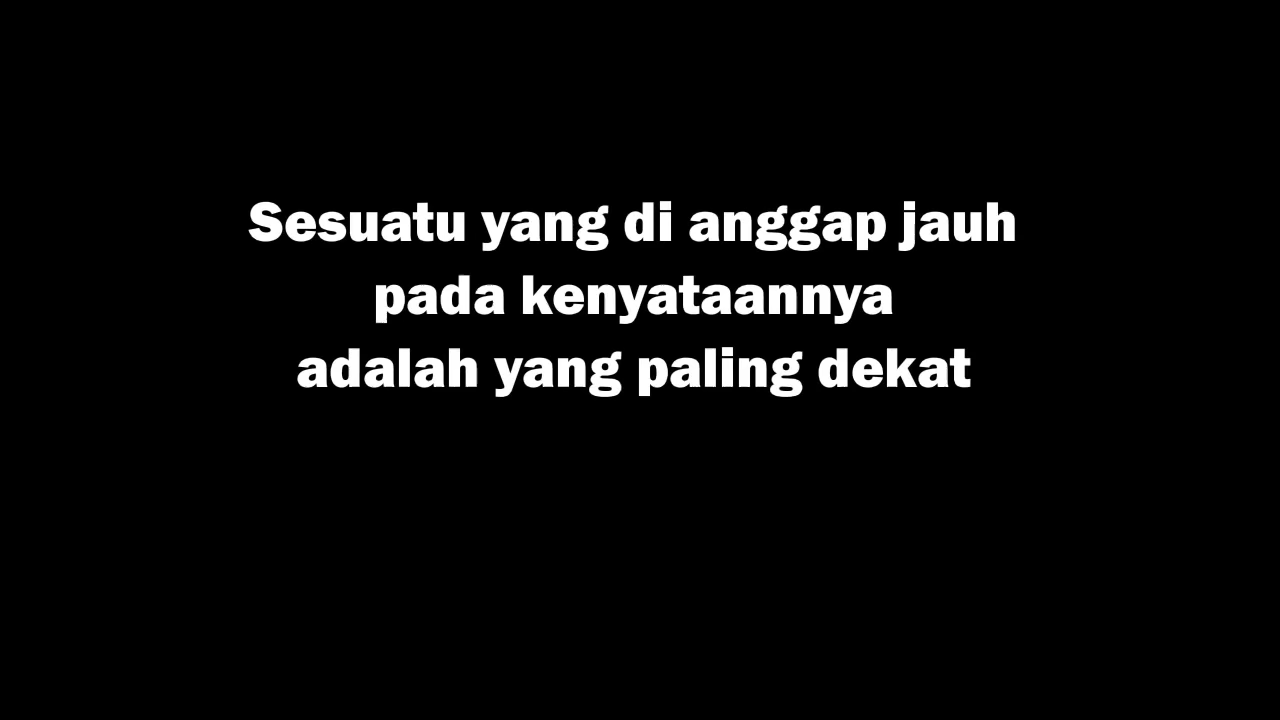 Sesuatu yang di anggap jauh
pada kenyataannya
adalah yang paling dekat